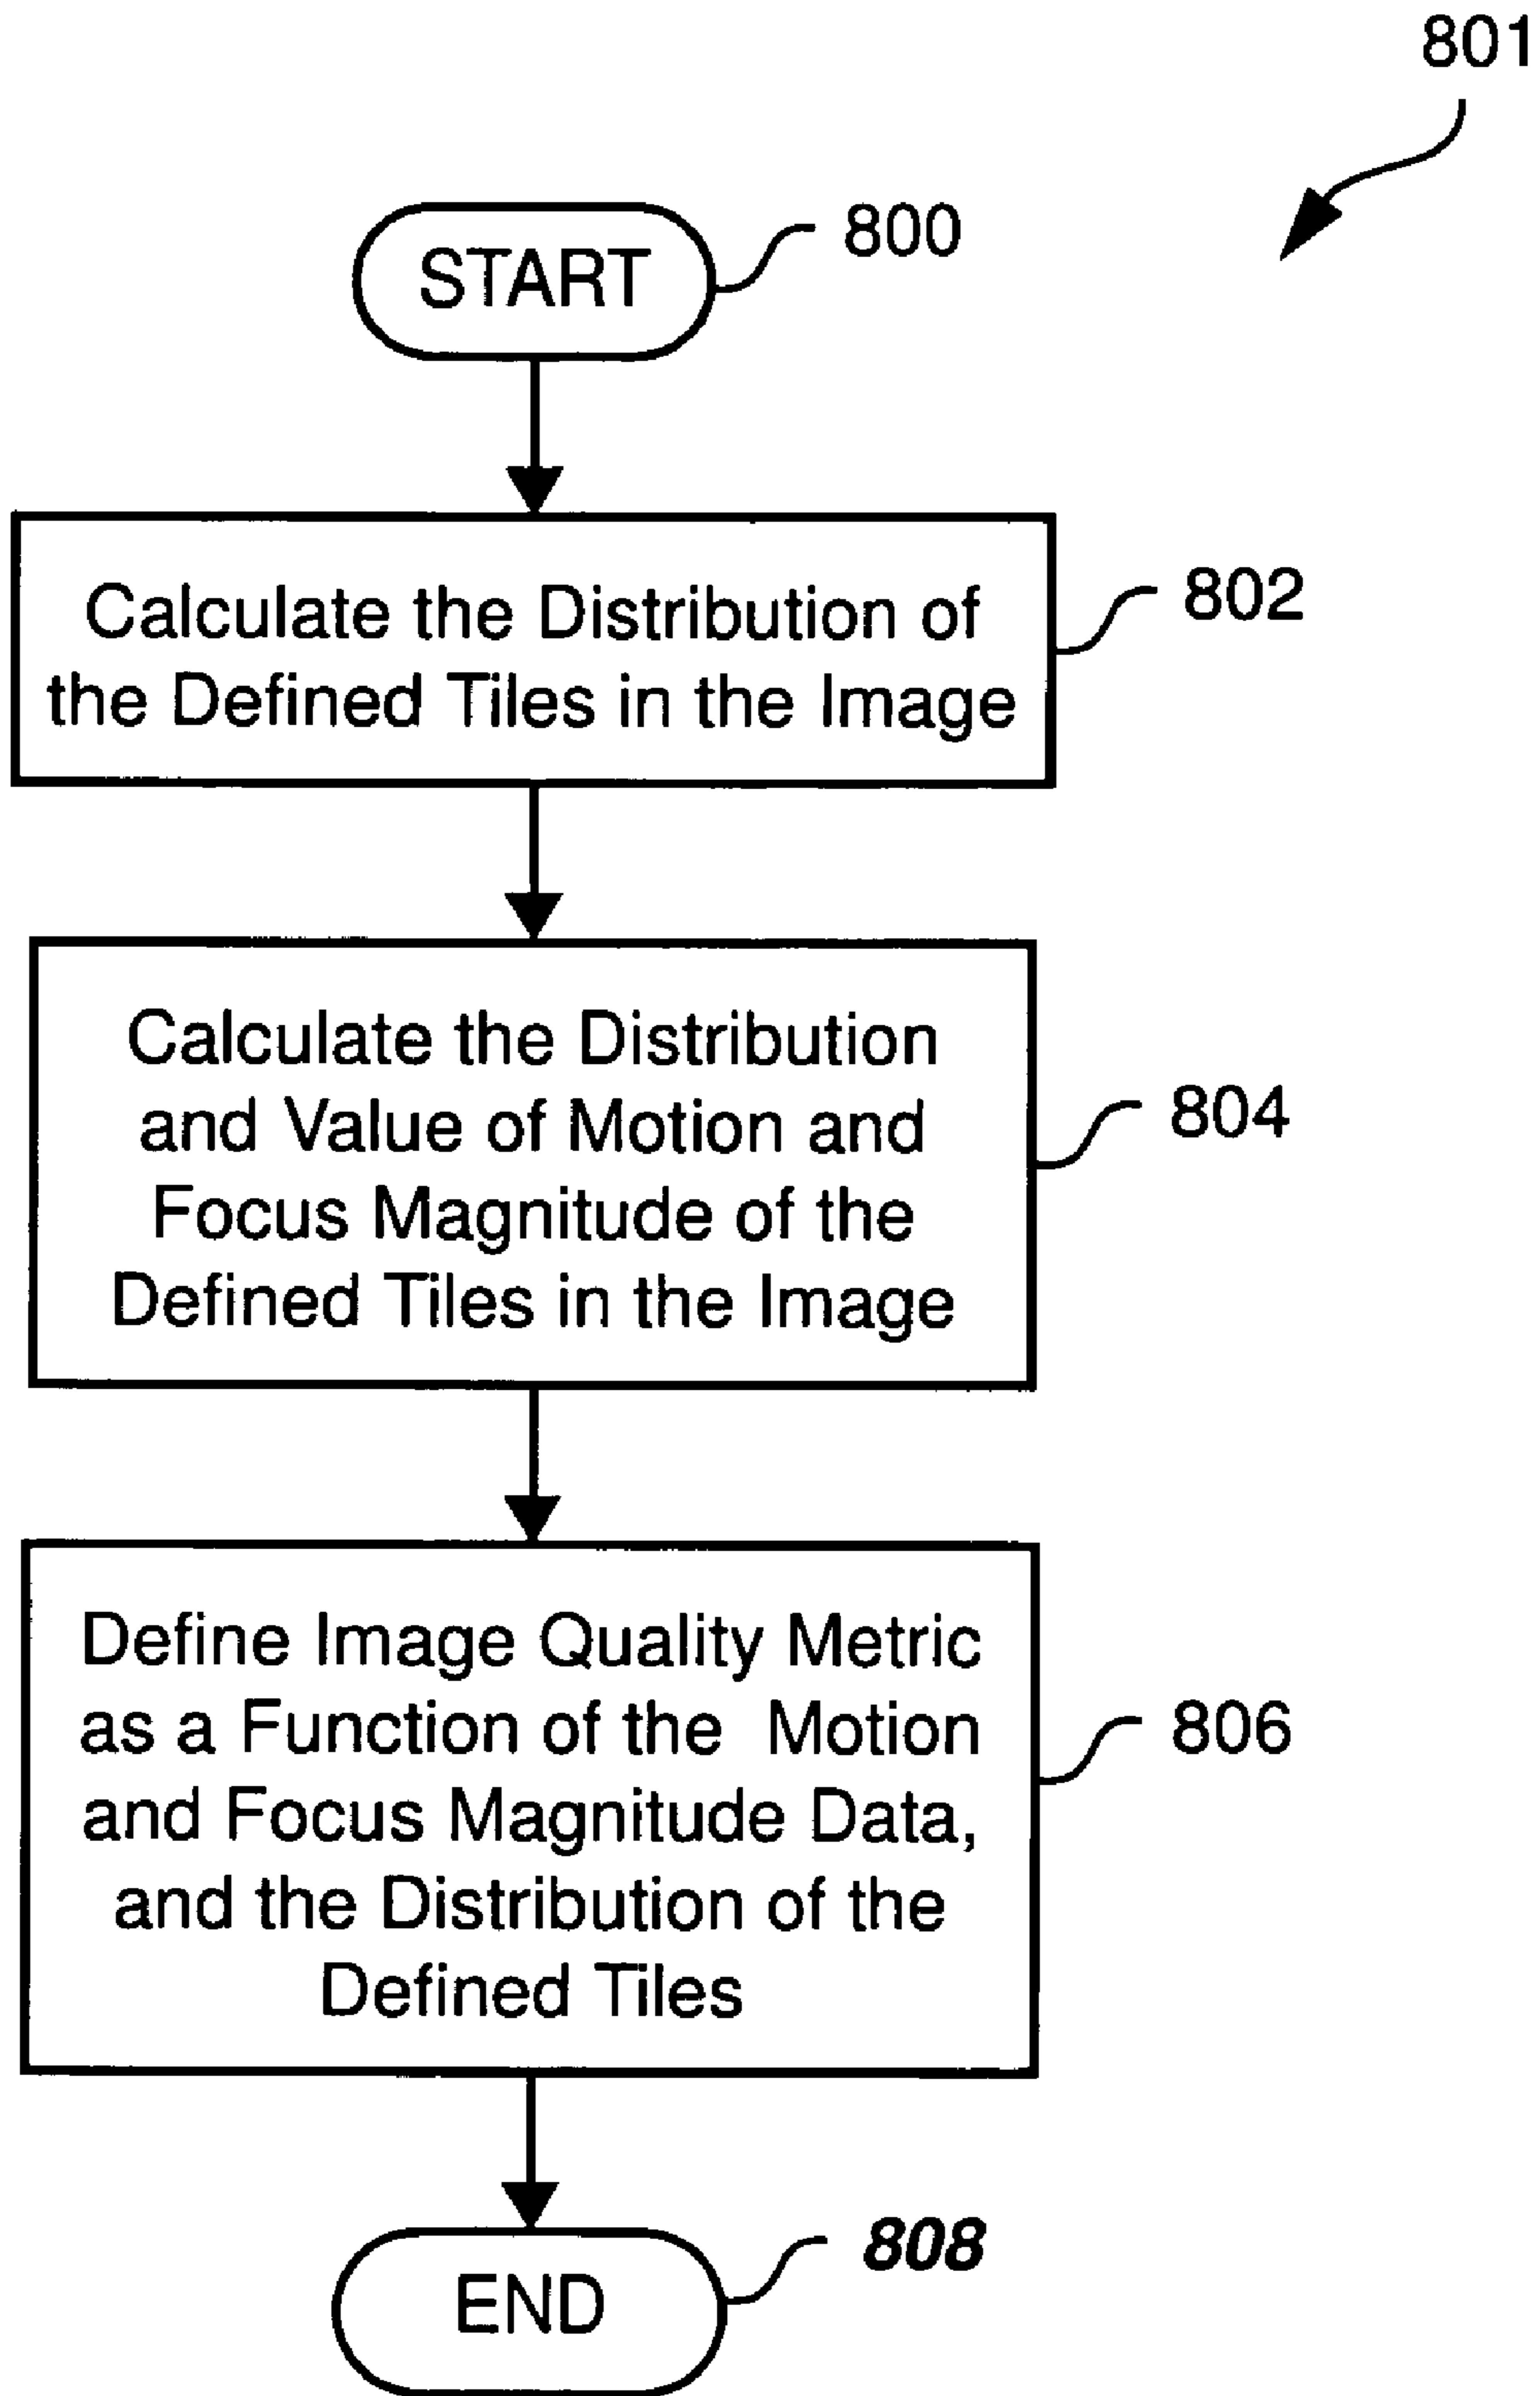 801
START
800
Calculate the Distribution of
the Defined Tiles in the Image
802
Calculate the Distribution
and Value of Motion and
Focus Magnitude of the
Defined Tiles in the Image
804
Define Image Quality Metric
as a Function of the Motion
and Focus Magnitude Data,
and the Distribution of the
Defined Tiles
806
END
808